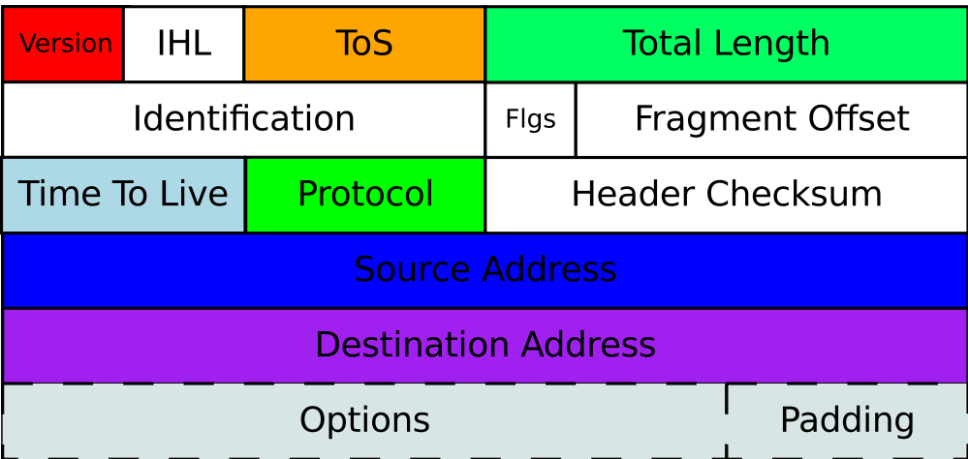 Version IHL ToS Total Length
Identification Flgs Fragment Offset
Time To Live Protocol Header Checksum
Source Address
Destination Address
Options Padding